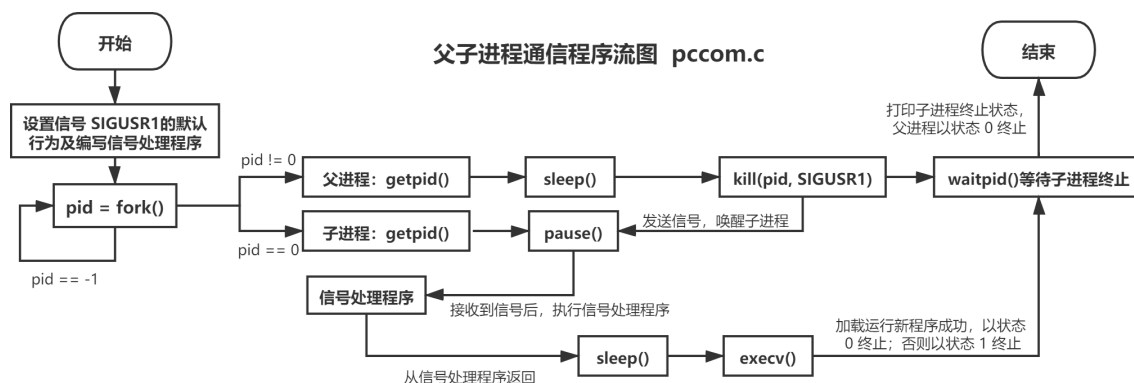 开始
父子进程通信程序流图 pccom.c
结束
设置信号 SIGUSR1的默认
行为及编写信号处理程序
打印子进程终止状态，
父进程以状态 0 终止
pid != 0
父进程：getpid()
sleep()
kill(pid, SIGUSR1)
waitpid()等待子进程终止
pid = fork()
pid == -1
pid == 0
子进程：getpid()
pause()
发送信号，唤醒子进程
信号处理程序
接收到信号后，执行信号处理程序
加载运行新程序成功，以状态
0 终止；否则以状态 1 终止
sleep()
execv()
从信号处理程序返回